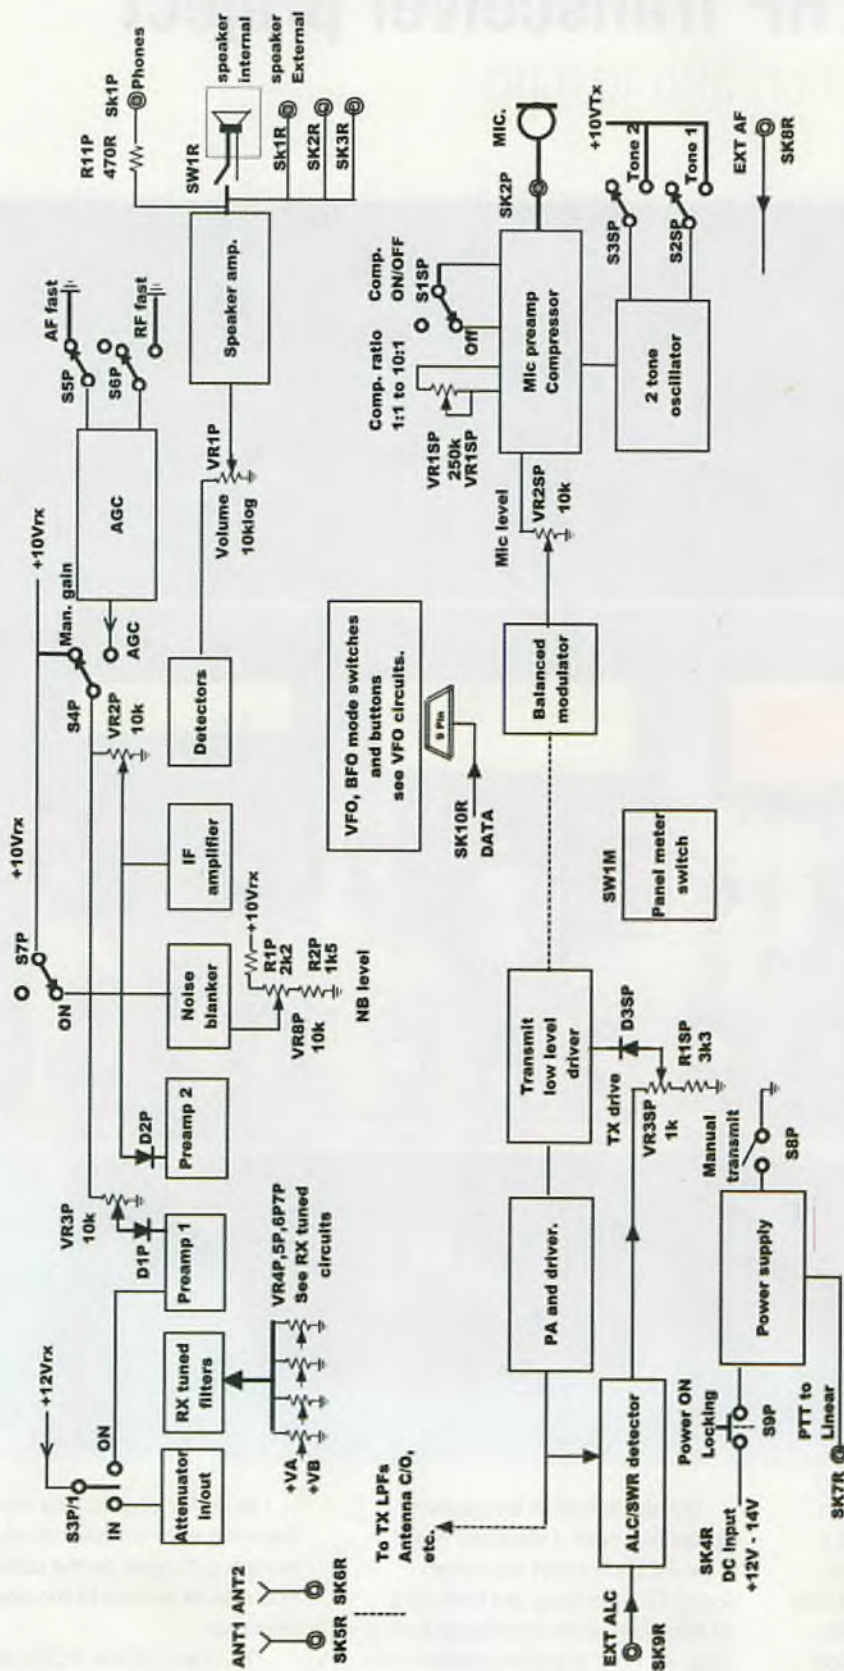 +12Vrx
S3P/1
IN
ON
Attenuator
In/out
ANT1 ANT2
SK5R
SK6R
RX tuned
filters
+VA
+VB
VR4P,5P,6P7P
See RX tuned
circuits
VR3P
10k
D1P
Preamp 1
D2P
Preamp 2
S7P
ON
+10Vrx
Noise
blanker
+10Vrx
R1P
2k2
VR8P
10k
R2P
1k5
NB level
IF
amplifier
+10Vrx
Man. gain
S4P
AGC
VR2P
10k
Detectors
AGC
S5P
AF fast
S6P
RF fast
Volume
10klog
VR1P
Speaker amp.
R11P
470R
Sk1P
Phones
SW1R
speaker
internal
speaker
External
Sk1R
SK2R
SK3R
VFO, BFO mode switches
and buttons
see VFO circuits.
9 Pin
SK10R
DATA
To TX LPFs
Antenna C/O,
etc.
EXT ALC
SK9R
ALC/SWR detector
PA and driver.
Transmit
low level
driver
TX drive
D3SP
VR3SP
1k
R1SP
3k3
SW1M
Panel meter
switch
Balanced
modulator
Mic level
VR2SP
10k
Comp. ratio
1:1 to 10:1
VR1SP
250k
VR1SP
Comp.
ON/OFF
S1SP
Off
Mic preamp
Compressor
SK2P
MIC.
2 tone
oscillator
S3SP
Tone 2
S2SP
Tone 1
+10VTx
EXT AF
SK8R
SK4R
DC Input
+12V - 14V
Power ON
Locking
S9P
Power supply
Manual
transmit
S8P
PTT to
Linear
SK7R